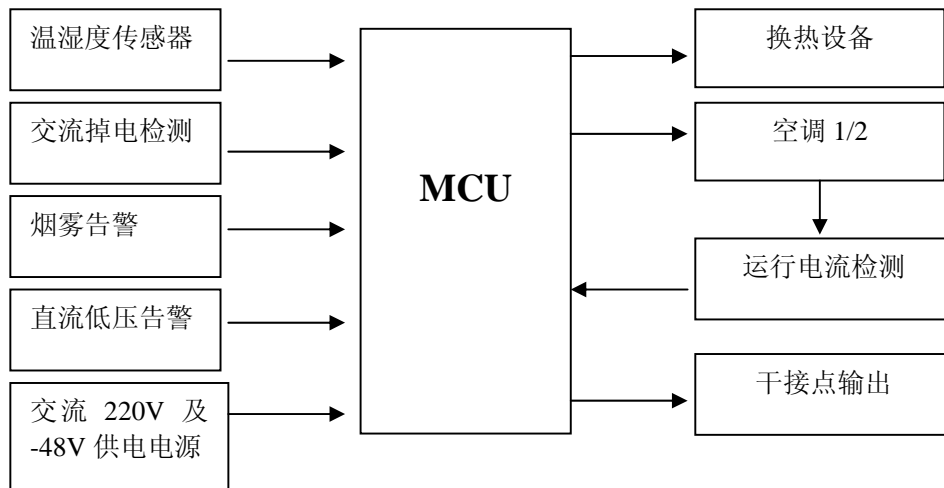 温湿度传感器
交流掉电检测
烟雾告警
直流低压告警
交流 220V 及
-48V 供电电源
MCU
换热设备
空调 1/2
运行电流检测
干接点输出